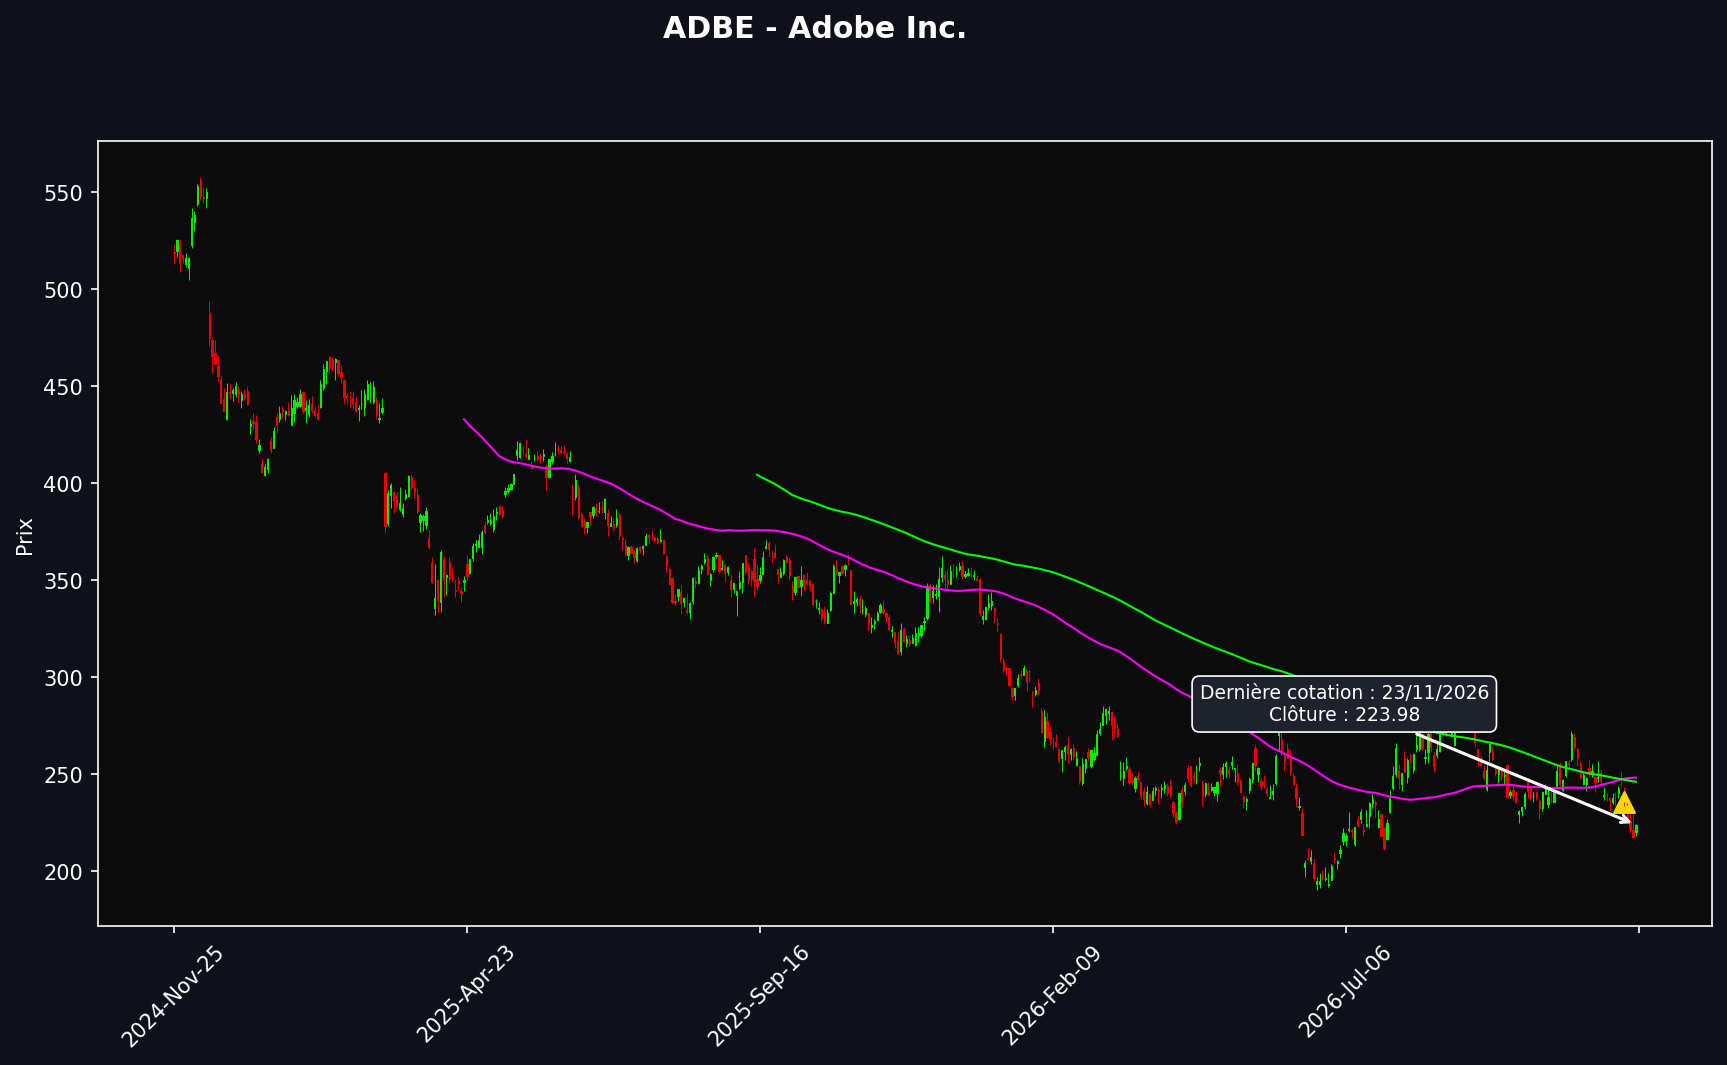 ADBE - Adobe Inc.
550
500
450
400
350
300
250
200
Prix
Dernière cotation : 23/11/2026
Clôture : 223.98
2024-Nov-25
2025-Apr-23
2025-Sep-16
2026-Feb-09
2026-Jul-06